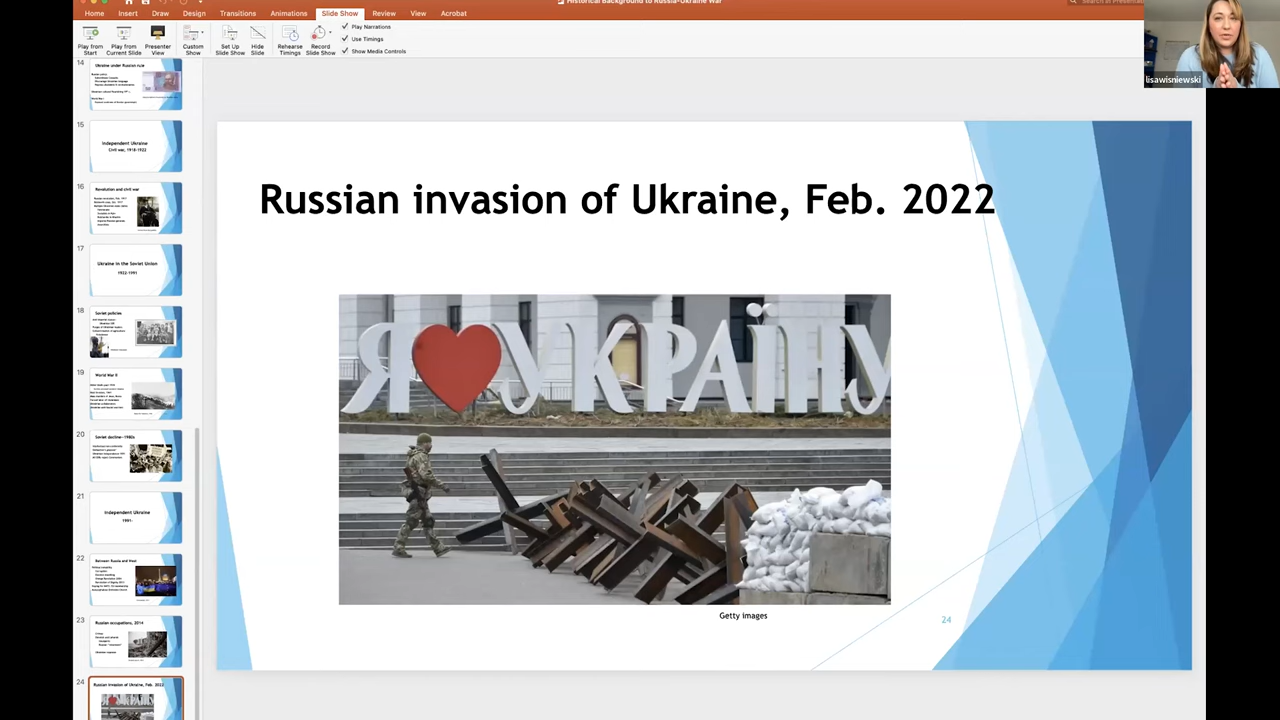 Historical Background to Russia-Ukraine War
Home Insert Draw Design Transitions Animations Slide Show Review View Acrobat
Play from Start
Play from Current Slide
Presenter View
Custom Show
Set Up Slide Show
Hide Slide
Rehearse Timings
Record Slide Show
Play Narrations
Use Timings
Show Media Controls
lisawisniewski
14
Ukraine under Russian rule
15
Independent Ukraine
Civil war, 1918-1922
16
Revolution and civil war
17
Ukraine in the Soviet Union
1922-1991
18
Soviet policies
19
World War II
20
Soviet decline—1980s
21
Independent Ukraine
1991-
22
Between Russia and West
23
Russian occupations, 2014
24
Russian invasion of Ukraine, Feb. 2022
Russian invasion of Ukraine, Feb. 2022
Я УКРАЇНУ
Getty images
24